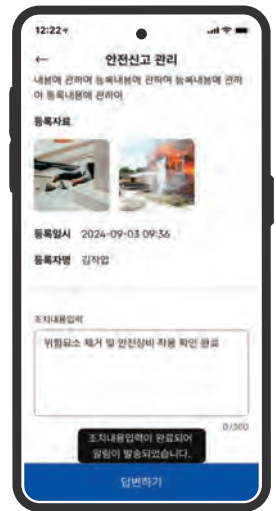 12:22
안전신고 관리
내용에 관하여 등록내용에 관하여 등록내용에 관하
여 등록내용에 관하여
등록자료
등록일시 2024-09-03 09:36
등록자명 김작업
조치내용입력
위험요소 제거 및 안전장비 착용 확인 완료
0/300
조치내용입력이 완료되어
알림이 발송되었습니다.
답변하기